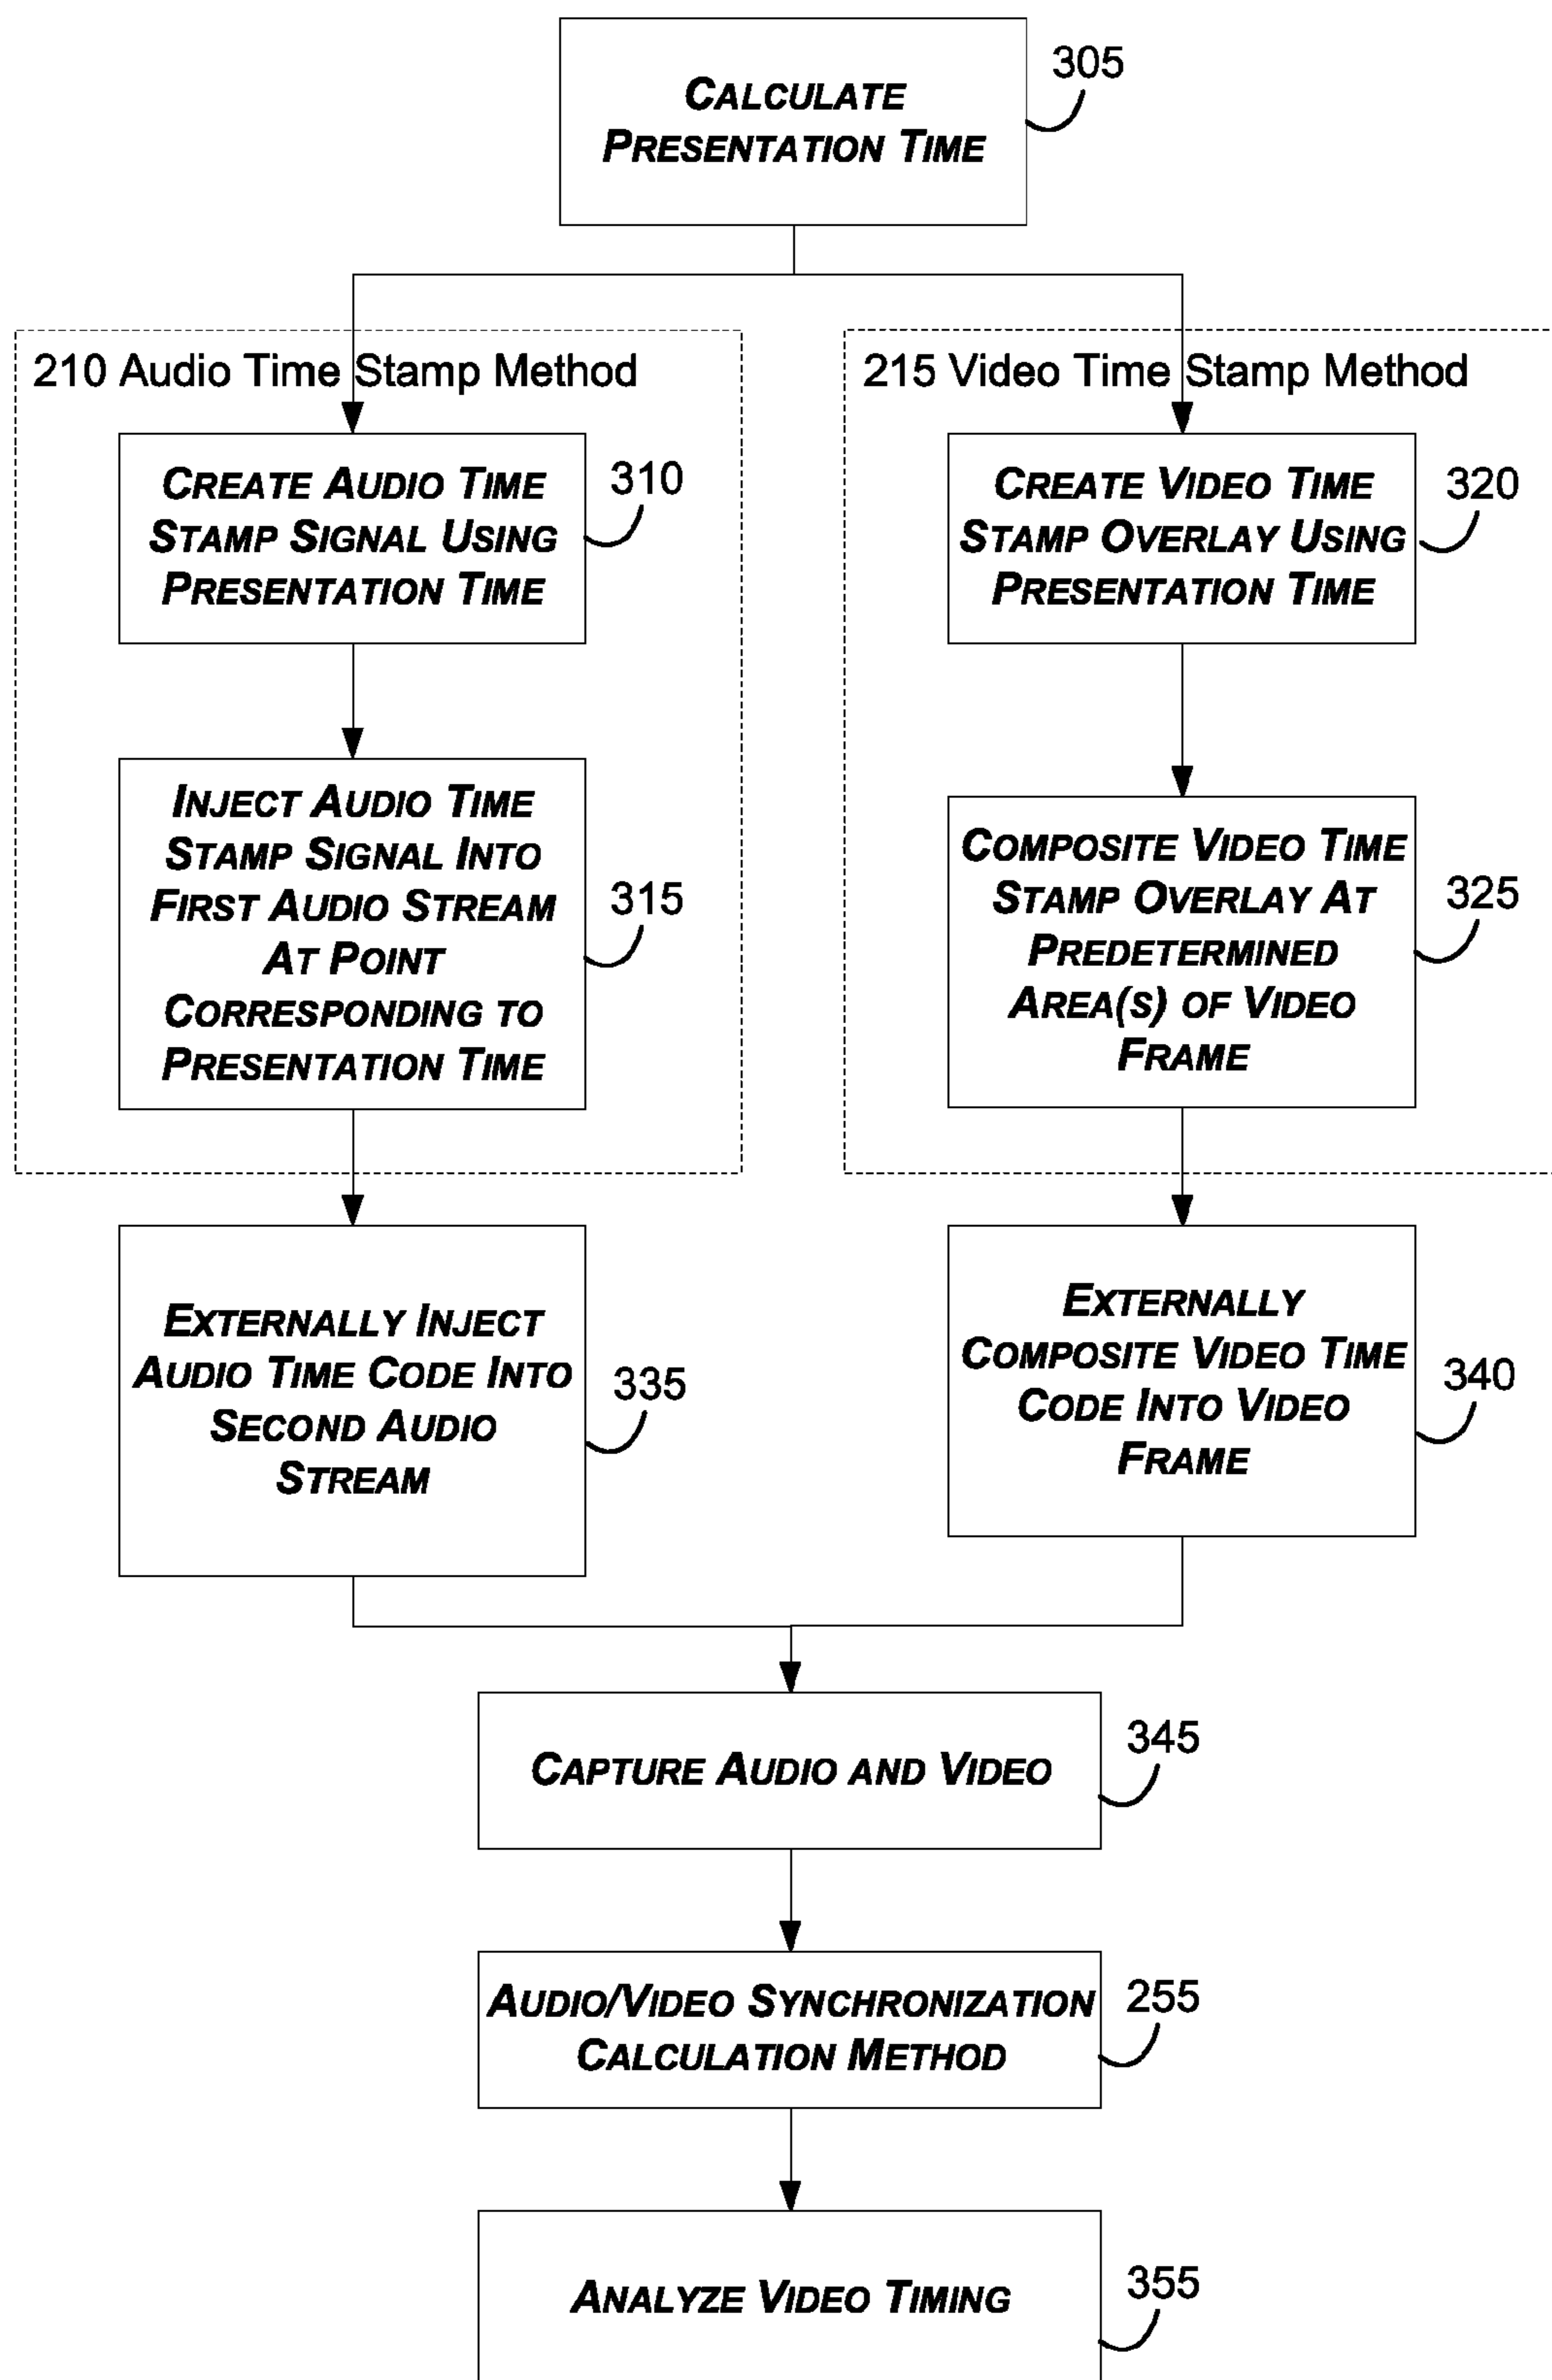 CALCULATE
PRESENTATION TIME
305
210 Audio Time Stamp Method
CREATE AUDIO TIME
STAMP SIGNAL USING
PRESENTATION TIME
310
INJECT AUDIO TIME
STAMP SIGNAL INTO
FIRST AUDIO STREAM
AT POINT
CORRESPONDING TO
PRESENTATION TIME
315
215 Video Time Stamp Method
CREATE VIDEO TIME
STAMP OVERLAY USING
PRESENTATION TIME
320
COMPOSITE VIDEO TIME
STAMP OVERLAY AT
PREDETERMINED
AREA(S) OF VIDEO
FRAME
325
EXTERNALLY INJECT
AUDIO TIME CODE INTO
SECOND AUDIO
STREAM
335
EXTERNALLY
COMPOSITE VIDEO TIME
CODE INTO VIDEO
FRAME
340
CAPTURE AUDIO AND VIDEO
345
AUDIO/VIDEO SYNCHRONIZATION
CALCULATION METHOD
255
ANALYZE VIDEO TIMING
355